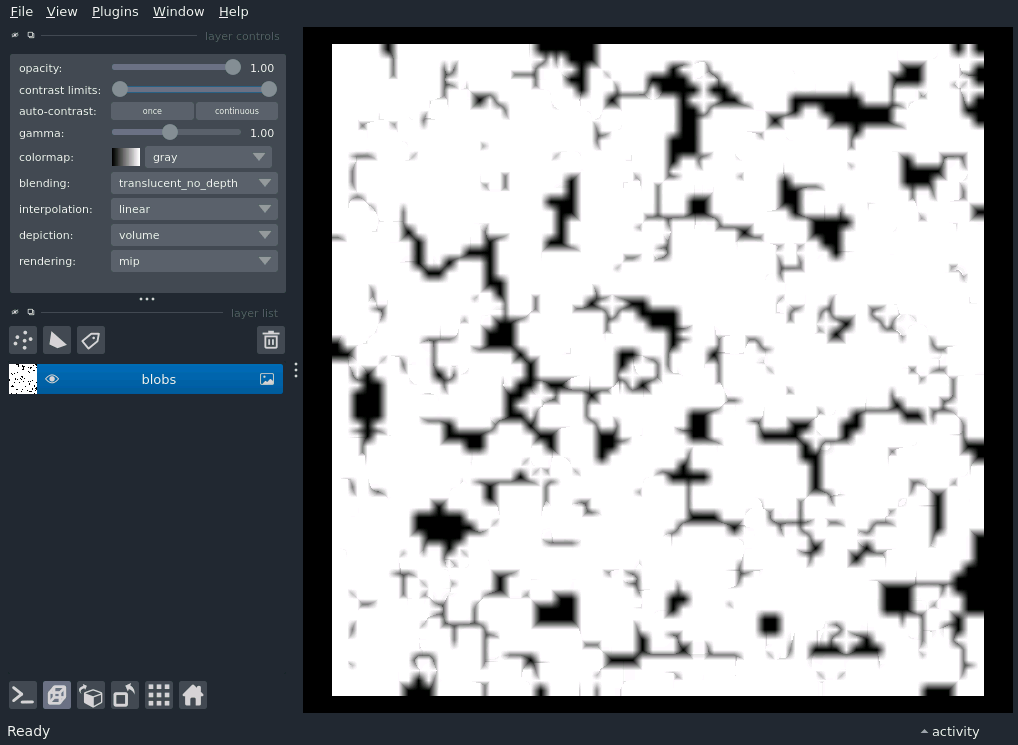 File View Plugins Window Help
layer controls
opacity: 1.00
contrast limits:
auto-contrast: once continuous
gamma: 1.00
colormap: gray
blending: translucent_no_depth
interpolation: linear
depiction: volume
rendering: mip
layer list
blobs
Ready
activity